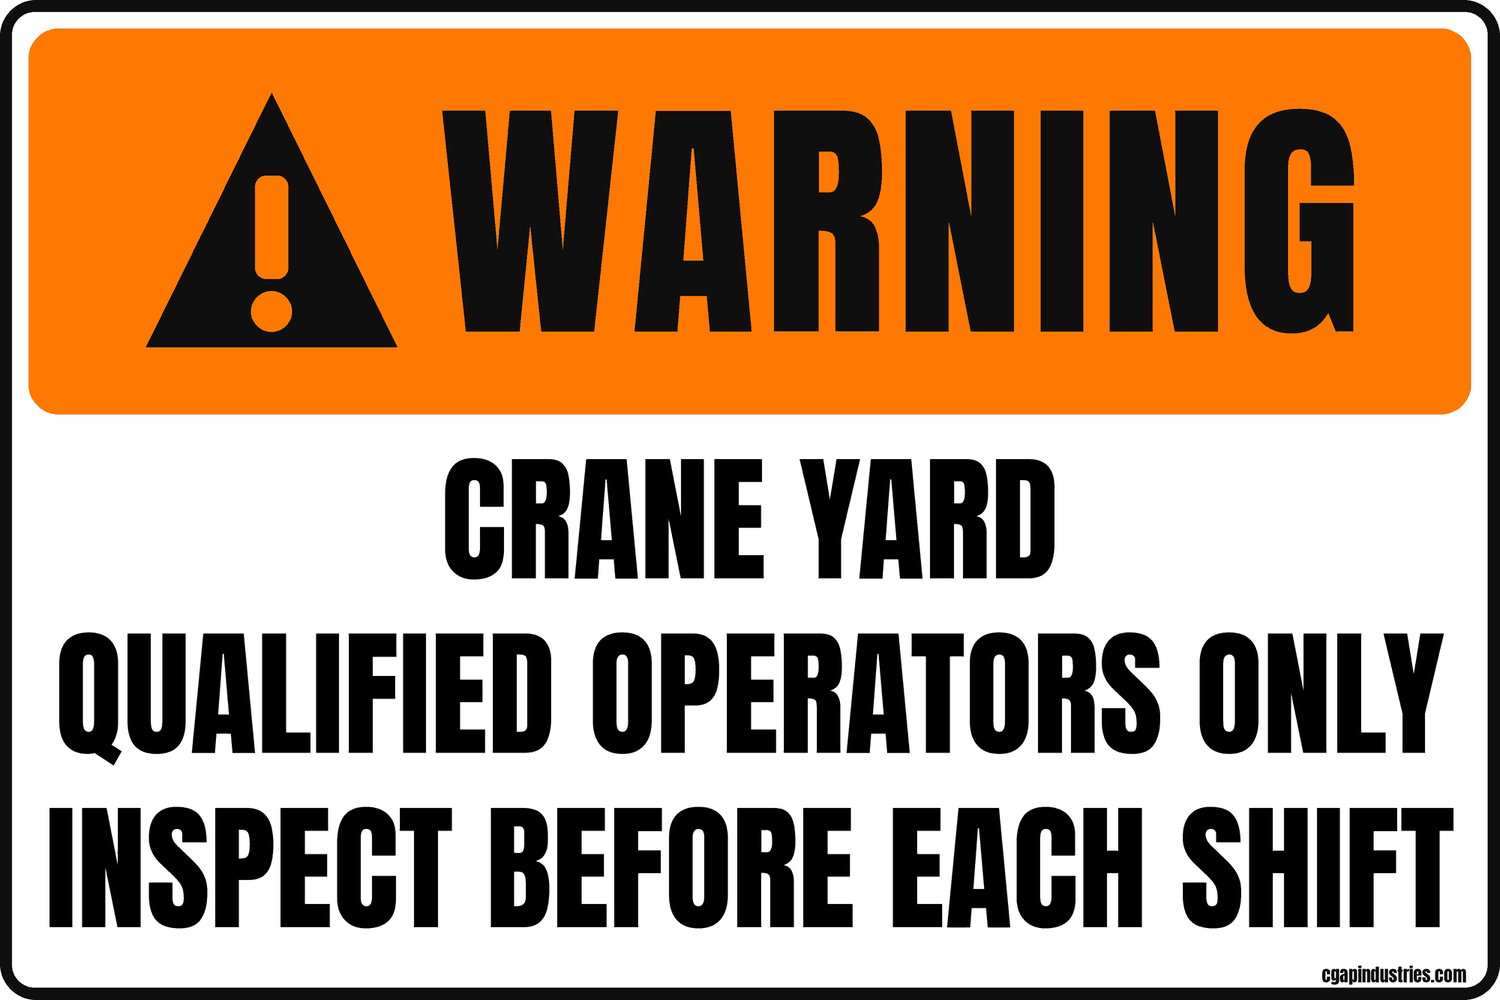 WARNING
CRANE YARD
QUALIFIED OPERATORS ONLY
INSPECT BEFORE EACH SHIFT
cgapindustries.com